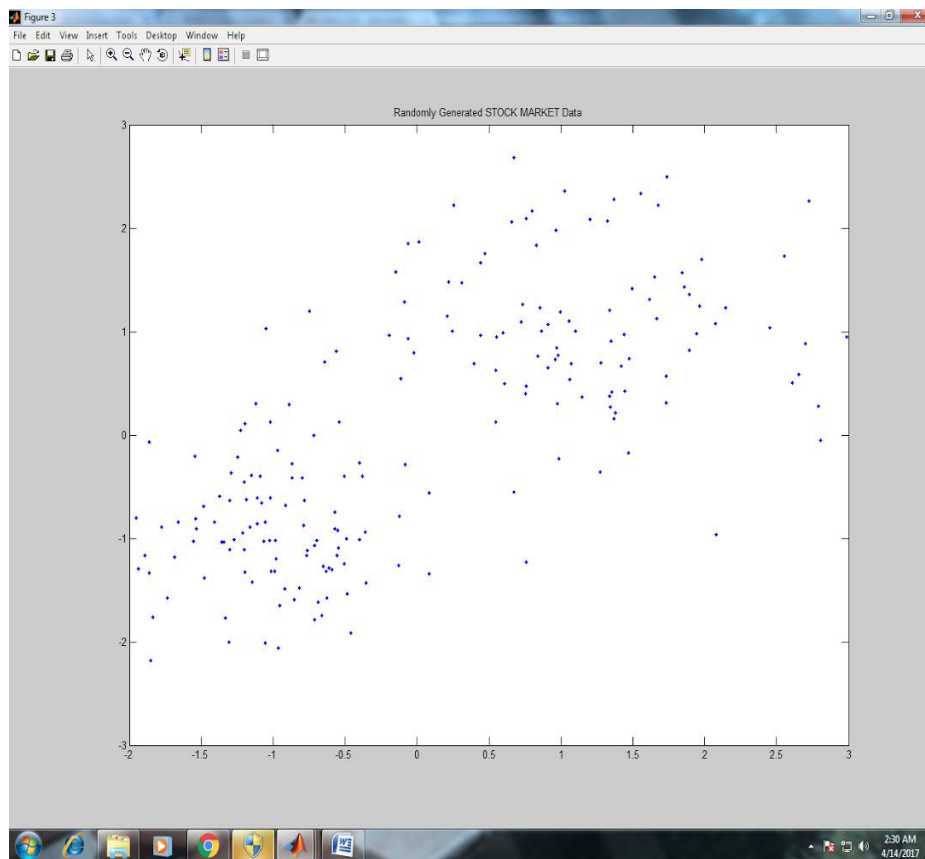 Figure 3
File Edit View Insert Tools Desktop Window Help
Randomly Generated STOCK MARKET Data
3
2
1
0
-1
-2
-3
-2 -1.5 -1 -0.5 0 0.5 1 1.5 2 2.5 3
2:30 AM
4/14/2017